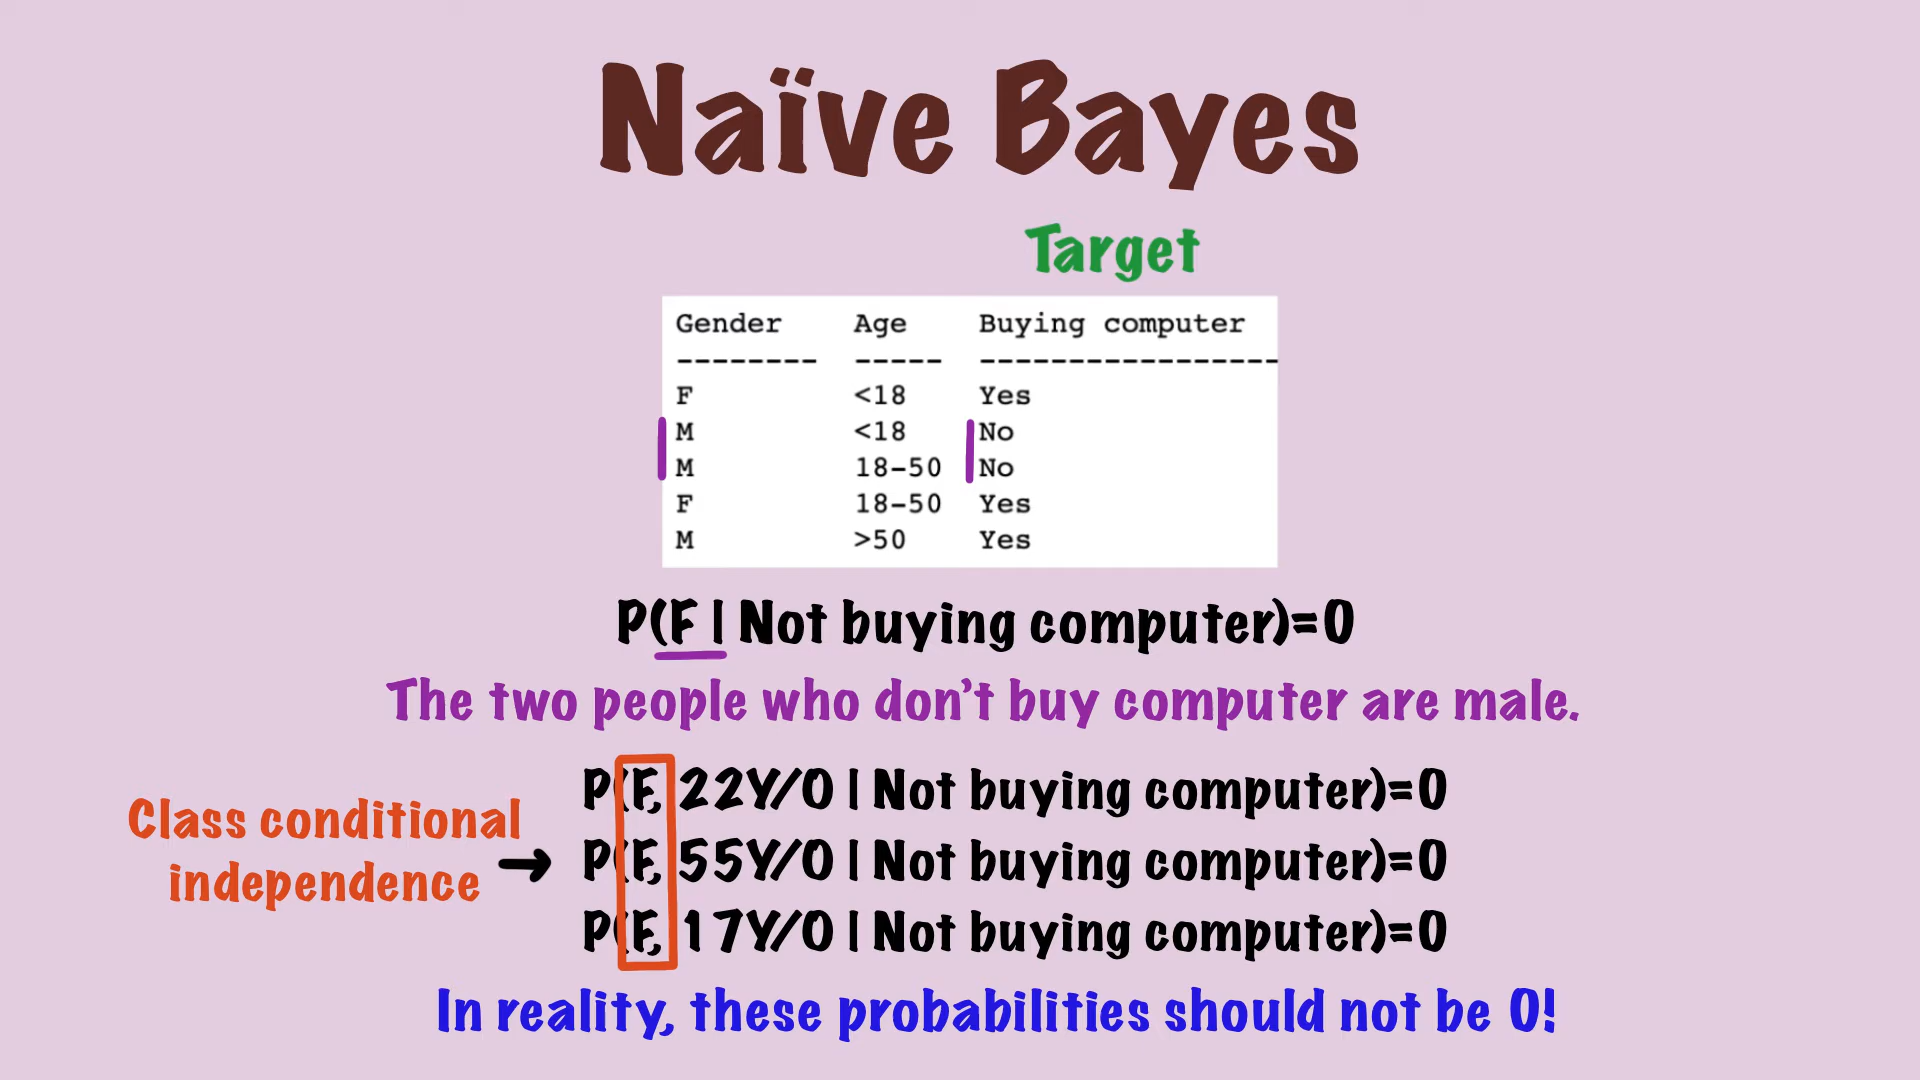 Naïve Bayes
Target
Gender Age Buying computer
-------- ----- -----------------
F <18 Yes
M <18 No
M 18-50 No
F 18-50 Yes
M >50 Yes
P(F | Not buying computer)=0
The two people who don't buy computer are male.
Class conditional
independence →
P(F, 22Y/O | Not buying computer)=0
P(F, 55Y/O | Not buying computer)=0
P(F, 17Y/O | Not buying computer)=0
In reality, these probabilities should not be 0!